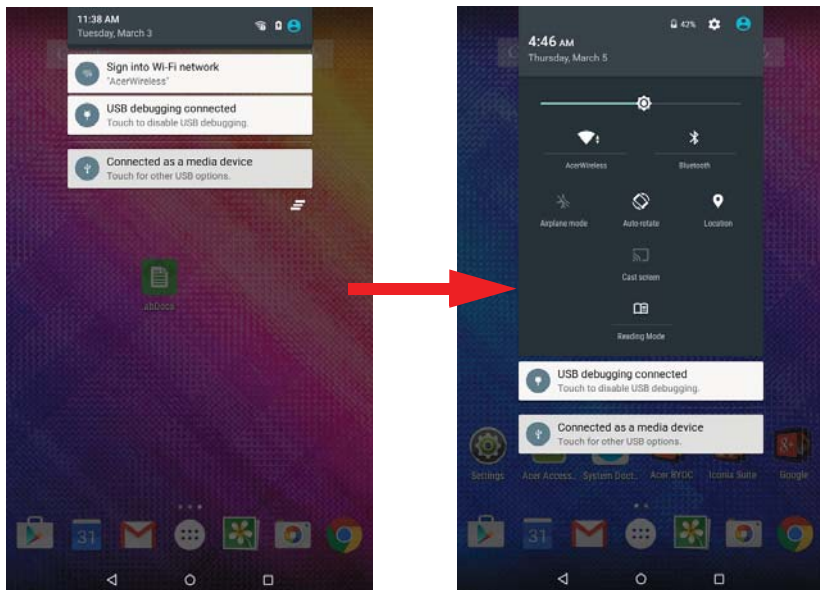 11:38 AM
Tuesday, March 3
Sign into Wi-Fi network
"AcerWireless"
USB debugging connected
Touch to disable USB debugging.
Connected as a media device
Touch for other USB options.
abDocs
31
42%
4:46 AM
Thursday, March 5
AcerWireless
Bluetooth
Airplane mode
Auto-rotate
Location
Cast screen
Reading Mode
USB debugging connected
Touch to disable USB debugging.
Connected as a media device
Touch for other USB options.
Settings
Acer Access..
System Doct..
Acer BYOC
Iconia Suite
Google
31